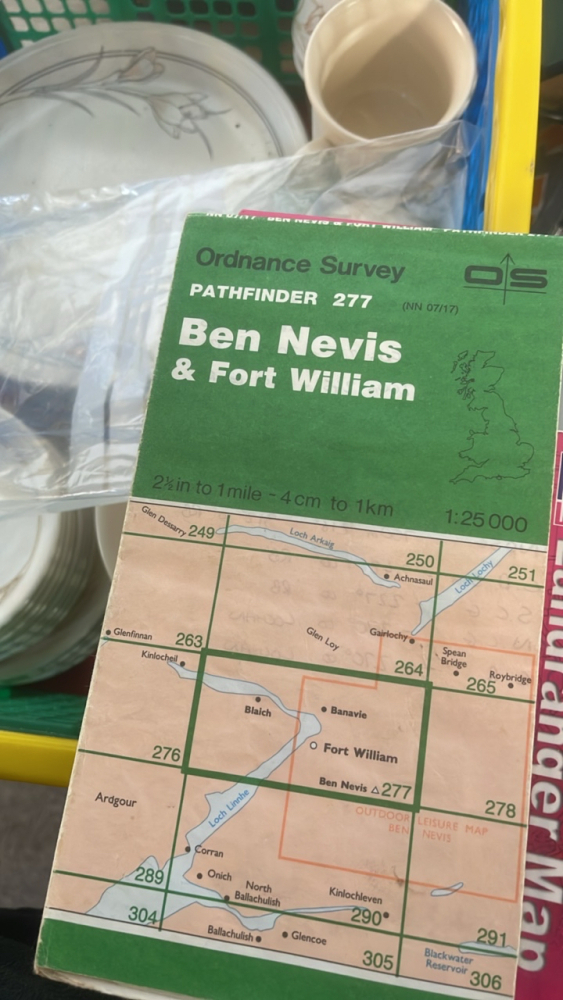 BEN NEVIS & FORT WILLIAM
Ordnance Survey
OS
PATHFINDER 277 (NN 07/17)
Ben Nevis
& Fort William
2½in to 1 mile - 4cm to 1km
1:25 000
Glen Dessarry
249
Loch Arkaig
250
251
Achnasaul
Loch Lochy
Glenfinnan
263
Glen Loy
Gairlochy
Kinlocheil
264
Spean
Bridge
265
Roybridge
Blaich
Banavie
276
Fort William
Ben Nevis
277
278
Ardgour
Loch Linnhe
OUTDOOR LEISURE MAP
BEN NEVIS
Corran
289
Onich
North
Ballachulish
Kinlochleven
290
304
Ballachulish
Glencoe
305
Blackwater
Reservoir
291
306
Landranger Map